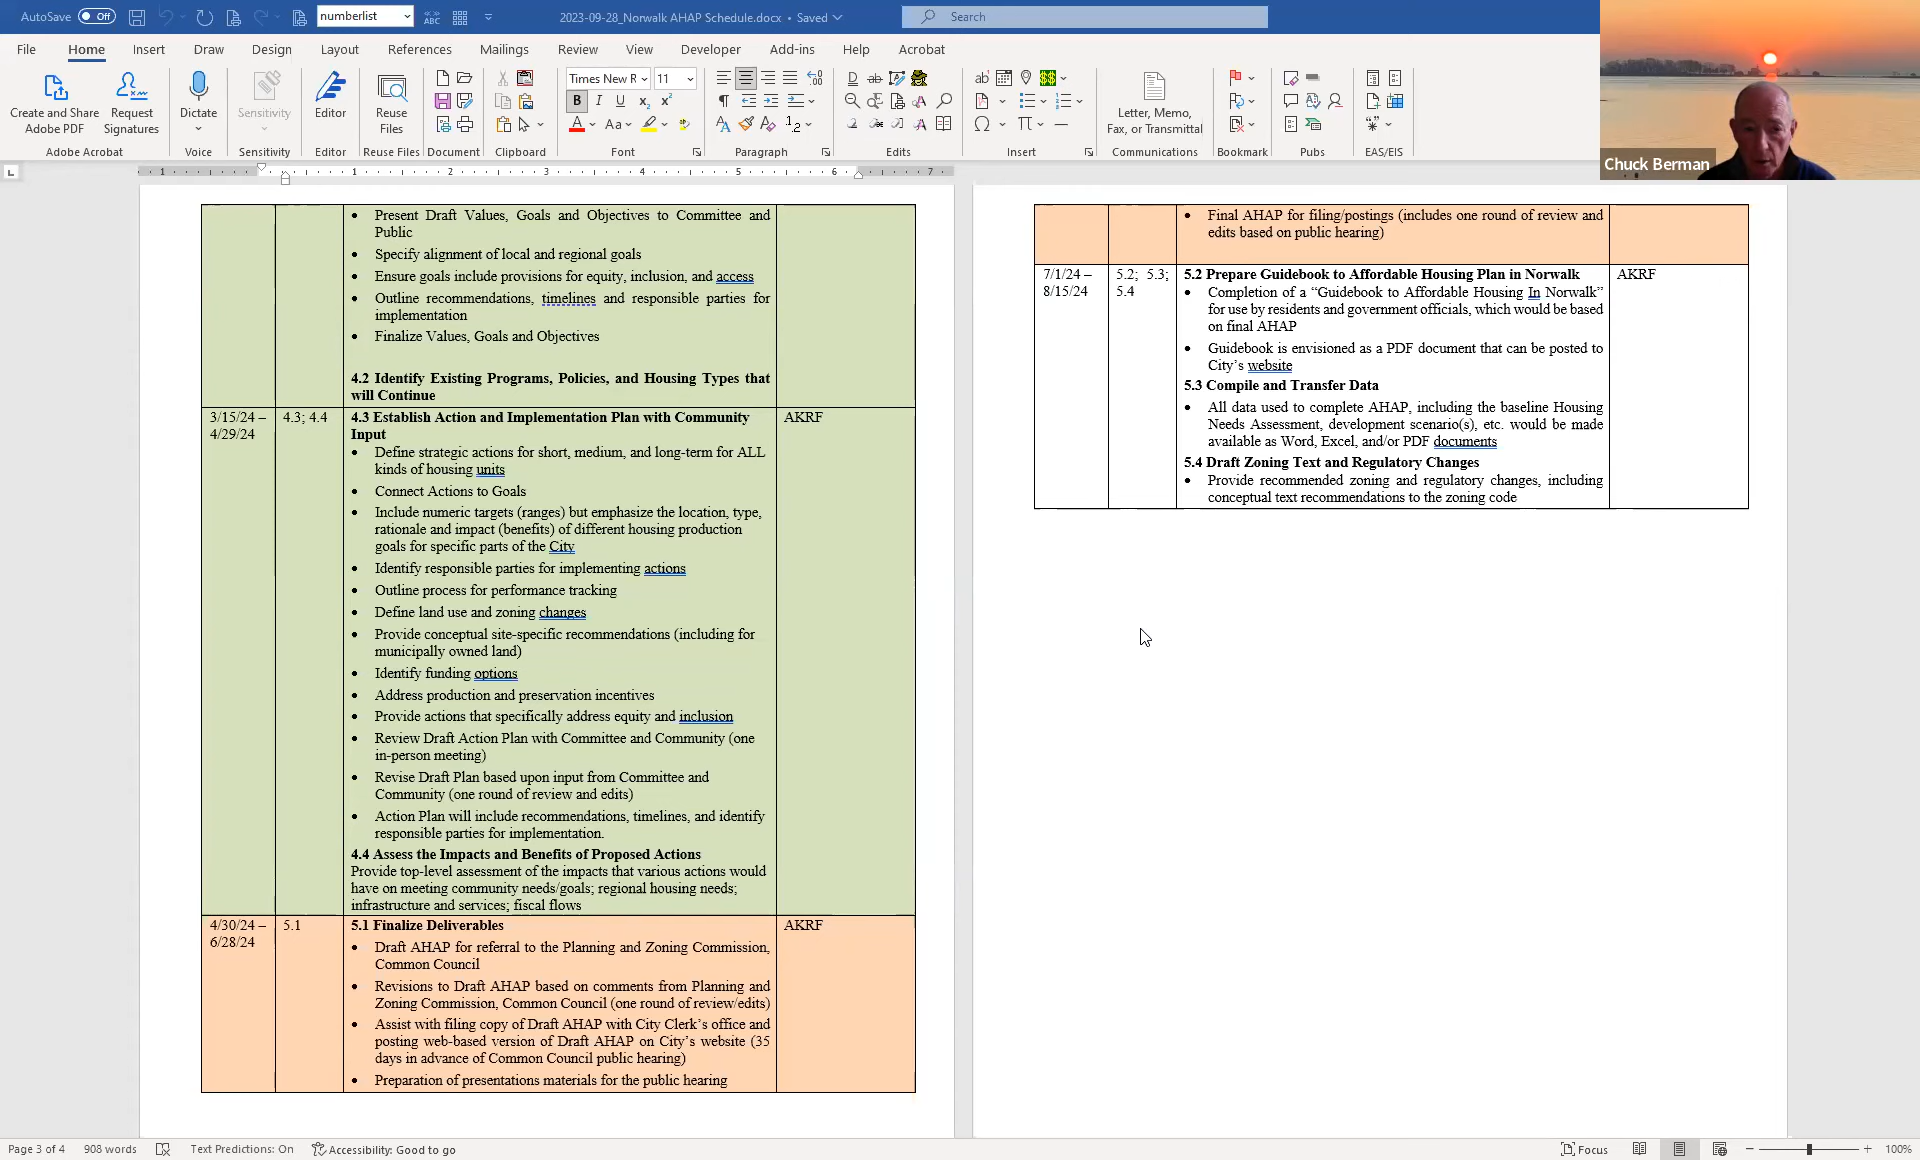 AutoSave Off
numberlist
ABC
2023-09-28_Norwalk AHAP Schedule.docx • Saved
Search
File Home Insert Draw Design Layout References Mailings Review View Developer Add-ins Help Acrobat
Create and Share Adobe PDF
Request Signatures
Dictate
Sensitivity
Editor
Reuse Files
Times New R
11
Letter, Memo, Fax, or Transmittal
Adobe Acrobat
Voice
Sensitivity
Editor
Reuse Files
Document
Clipboard
Font
Paragraph
Edits
Insert
Communications
Bookmark
Pubs
EAS/EIS
Chuck Berman
1 1 2 3 4 5 6 7
• Present Draft Values, Goals and Objectives to Committee and
Public
• Specify alignment of local and regional goals
• Ensure goals include provisions for equity, inclusion, and access
• Outline recommendations, timelines and responsible parties for
implementation
• Finalize Values, Goals and Objectives
4.2 Identify Existing Programs, Policies, and Housing Types that
will Continue
3/15/24 –
4/29/24
4.3; 4.4
4.3 Establish Action and Implementation Plan with Community
Input
AKRF
• Define strategic actions for short, medium, and long-term for ALL
kinds of housing units
• Connect Actions to Goals
• Include numeric targets (ranges) but emphasize the location, type,
rationale and impact (benefits) of different housing production
goals for specific parts of the City
• Identify responsible parties for implementing actions
• Outline process for performance tracking
• Define land use and zoning changes
• Provide conceptual site-specific recommendations (including for
municipally owned land)
• Identify funding options
• Address production and preservation incentives
• Provide actions that specifically address equity and inclusion
• Review Draft Action Plan with Committee and Community (one
in-person meeting)
• Revise Draft Plan based upon input from Committee and
Community (one round of review and edits)
• Action Plan will include recommendations, timelines, and identify
responsible parties for implementation.
4.4 Assess the Impacts and Benefits of Proposed Actions
Provide top-level assessment of the impacts that various actions would
have on meeting community needs/goals; regional housing needs;
infrastructure and services; fiscal flows
4/30/24 –
6/28/24
5.1
5.1 Finalize Deliverables
AKRF
• Draft AHAP for referral to the Planning and Zoning Commission,
Common Council
• Revisions to Draft AHAP based on comments from Planning and
Zoning Commission, Common Council (one round of review/edits)
• Assist with filing copy of Draft AHAP with City Clerk's office and
posting web-based version of Draft AHAP on City's website (35
days in advance of Common Council public hearing)
• Preparation of presentations materials for the public hearing
• Final AHAP for filing/postings (includes one round of review and
edits based on public hearing)
7/1/24 –
8/15/24
5.2; 5.3;
5.4
5.2 Prepare Guidebook to Affordable Housing Plan in Norwalk
AKRF
• Completion of a “Guidebook to Affordable Housing In Norwalk”
for use by residents and government officials, which would be based
on final AHAP
• Guidebook is envisioned as a PDF document that can be posted to
City’s website
5.3 Compile and Transfer Data
• All data used to complete AHAP, including the baseline Housing
Needs Assessment, development scenario(s), etc. would be made
available as Word, Excel, and/or PDF documents
5.4 Draft Zoning Text and Regulatory Changes
• Provide recommended zoning and regulatory changes, including
conceptual text recommendations to the zoning code
Page 3 of 4 908 words Text Predictions: On Accessibility: Good to go
Focus
100%